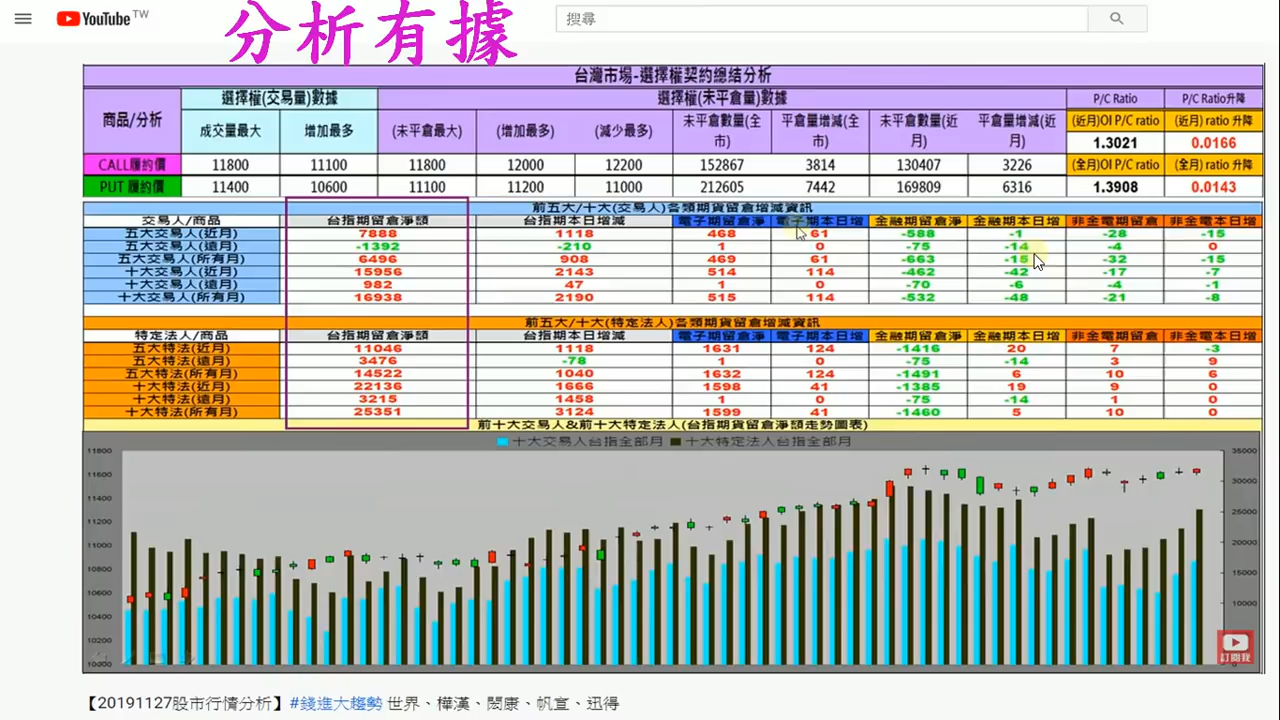 YouTube TW
分析有據
搜尋
台灣市場-選擇權契約總结分析
商品/分析 選擇權(交易量)數據 選擇權(未平倉量)數據 P/C Ratio P/C Ratio升降
成交量最大 增加最多 (未平倉最大) (增加最多) (減少最多) 未平倉數量(全市) 平倉量增減(全市) 未平倉數量(近月) 平倉量增減(近月) (近月)OI P/C ratio (近月) ratio 升降
1.3021 0.0166
CALL履約價 11800 11100 11800 12000 12200 152867 3814 130407 3226 (全月)OI P/C ratio (全月) ratio 升降
PUT 履約價 11400 10600 11100 11200 11000 212605 7442 169809 6316 1.3908 0.0143
前五大/十大(交易人)各類期貨留倉增減資訊
交易人/商品 台指期留倉淨額 台指期本日增減 電子期留倉淨 電子期本日增 金融期留倉淨 金融期本日增 非金電期留倉 非金電本日增
五大交易人(近月) 7888 1118 468 61 -588 -1 -28 -15
五大交易人(遠月) -1392 -210 1 0 -75 -14 -4 0
五大交易人(所有月) 6496 908 469 61 -663 -15 -32 -15
十大交易人(近月) 15956 2143 514 114 -462 -42 -17 -7
十大交易人(遠月) 982 47 1 0 -70 -6 -4 -1
十大交易人(所有月) 16938 2190 515 114 -532 -48 -21 -8
前五大/十大(特定法人)各類期貨留倉增減資訊
特定法人/商品 台指期留倉淨額 台指期本日增減 電子期留倉淨 電子期本日增 金融期留倉淨 金融期本日增 非金電期留倉 非金電本日增
五大特法(近月) 11046 1118 1631 124 -1416 20 7 -3
五大特法(遠月) 3476 -78 1 0 -75 -14 3 9
五大特法(所有月) 14522 1040 1632 124 -1491 6 10 6
十大特法(近月) 22136 1666 1598 41 -1385 19 9 0
十大特法(遠月) 3215 1458 1 0 -75 -14 1 0
十大特法(所有月) 25351 3124 1599 41 -1460 5 10 0
前十大交易人&前十大特定法人(台指期貨留倉淨額走勢圖表)
十大交易人台指全部月 十大特定法人台指全部月
11800 35000
11600 30000
11400 25000
11200 20000
11000 15000
10800 10000
10600
10400
10200
10000
訂閱我
【20191127股市行情分析】#錢進大趨勢 世界、樺漢、閎康、帆宣、迅得